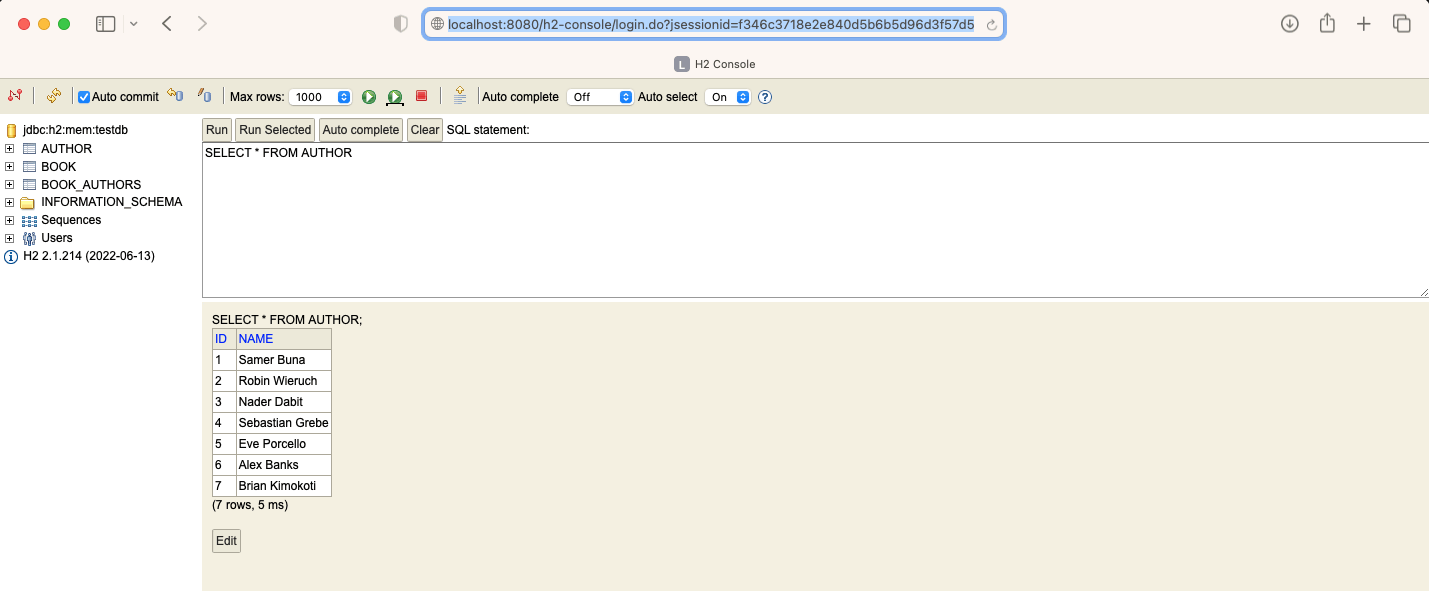 localhost:8080/h2-console/login.do?jsessionid=f346c3718e2e840d5b6b5d96d3f57d5
L H2 Console
Auto commit Max rows: 1000 Auto complete Off Auto select On ?
jdbc:h2:mem:testdb
AUTHOR
BOOK
BOOK_AUTHORS
INFORMATION_SCHEMA
Sequences
Users
H2 2.1.214 (2022-06-13)
Run Run Selected Auto complete Clear SQL statement:
SELECT * FROM AUTHOR
SELECT * FROM AUTHOR;
ID NAME
1 Samer Buna
2 Robin Wieruch
3 Nader Dabit
4 Sebastian Grebe
5 Eve Porcello
6 Alex Banks
7 Brian Kimokoti
(7 rows, 5 ms)
Edit